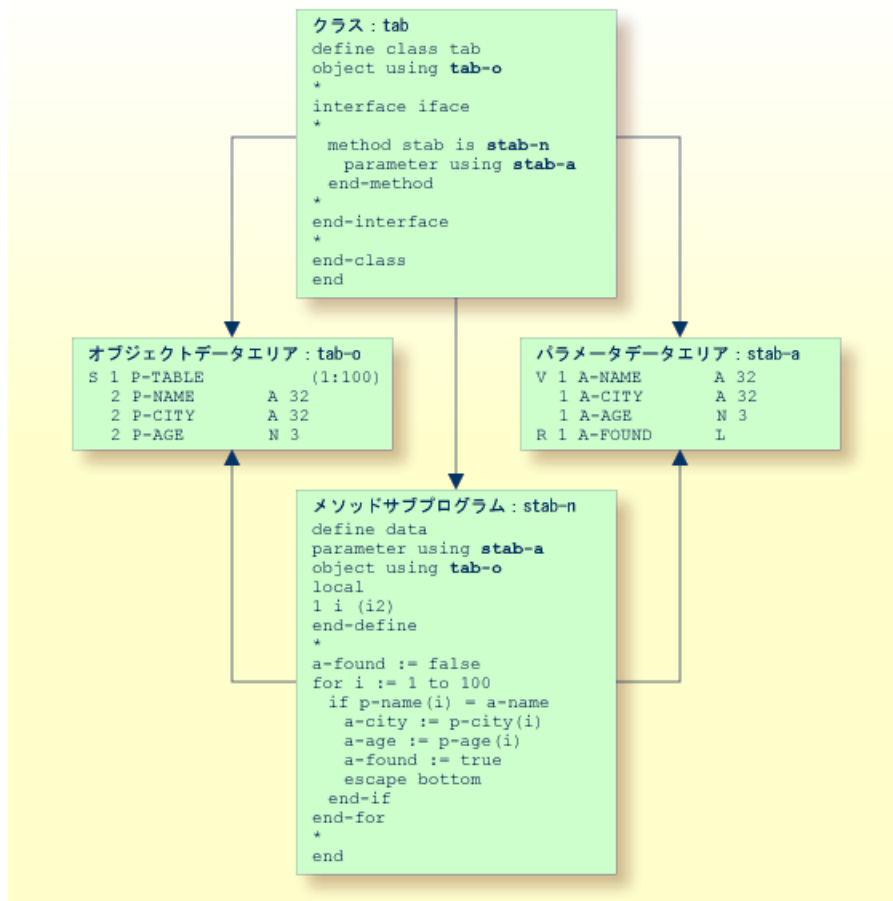 クラス：tab
define class tab
object using tab-o
*
interface iface
*
method stab is stab-n
parameter using stab-a
end-method
*
end-interface
*
end-class
end
オブジェクトデータエリア：tab-o
S 1 P-TABLE (1:100)
2 P-NAME A 32
2 P-CITY A 32
2 P-AGE N 3
パラメータデータエリア：stab-a
V 1 A-NAME A 32
1 A-CITY A 32
1 A-AGE N 3
R 1 A-FOUND L
メソッドサブプログラム：stab-n
define data
parameter using stab-a
object using tab-o
local
1 i (i2)
end-define
*
a-found := false
for i := 1 to 100
if p-name(i) = a-name
a-city := p-city(i)
a-age := p-age(i)
a-found := true
escape bottom
end-if
end-for
*
end